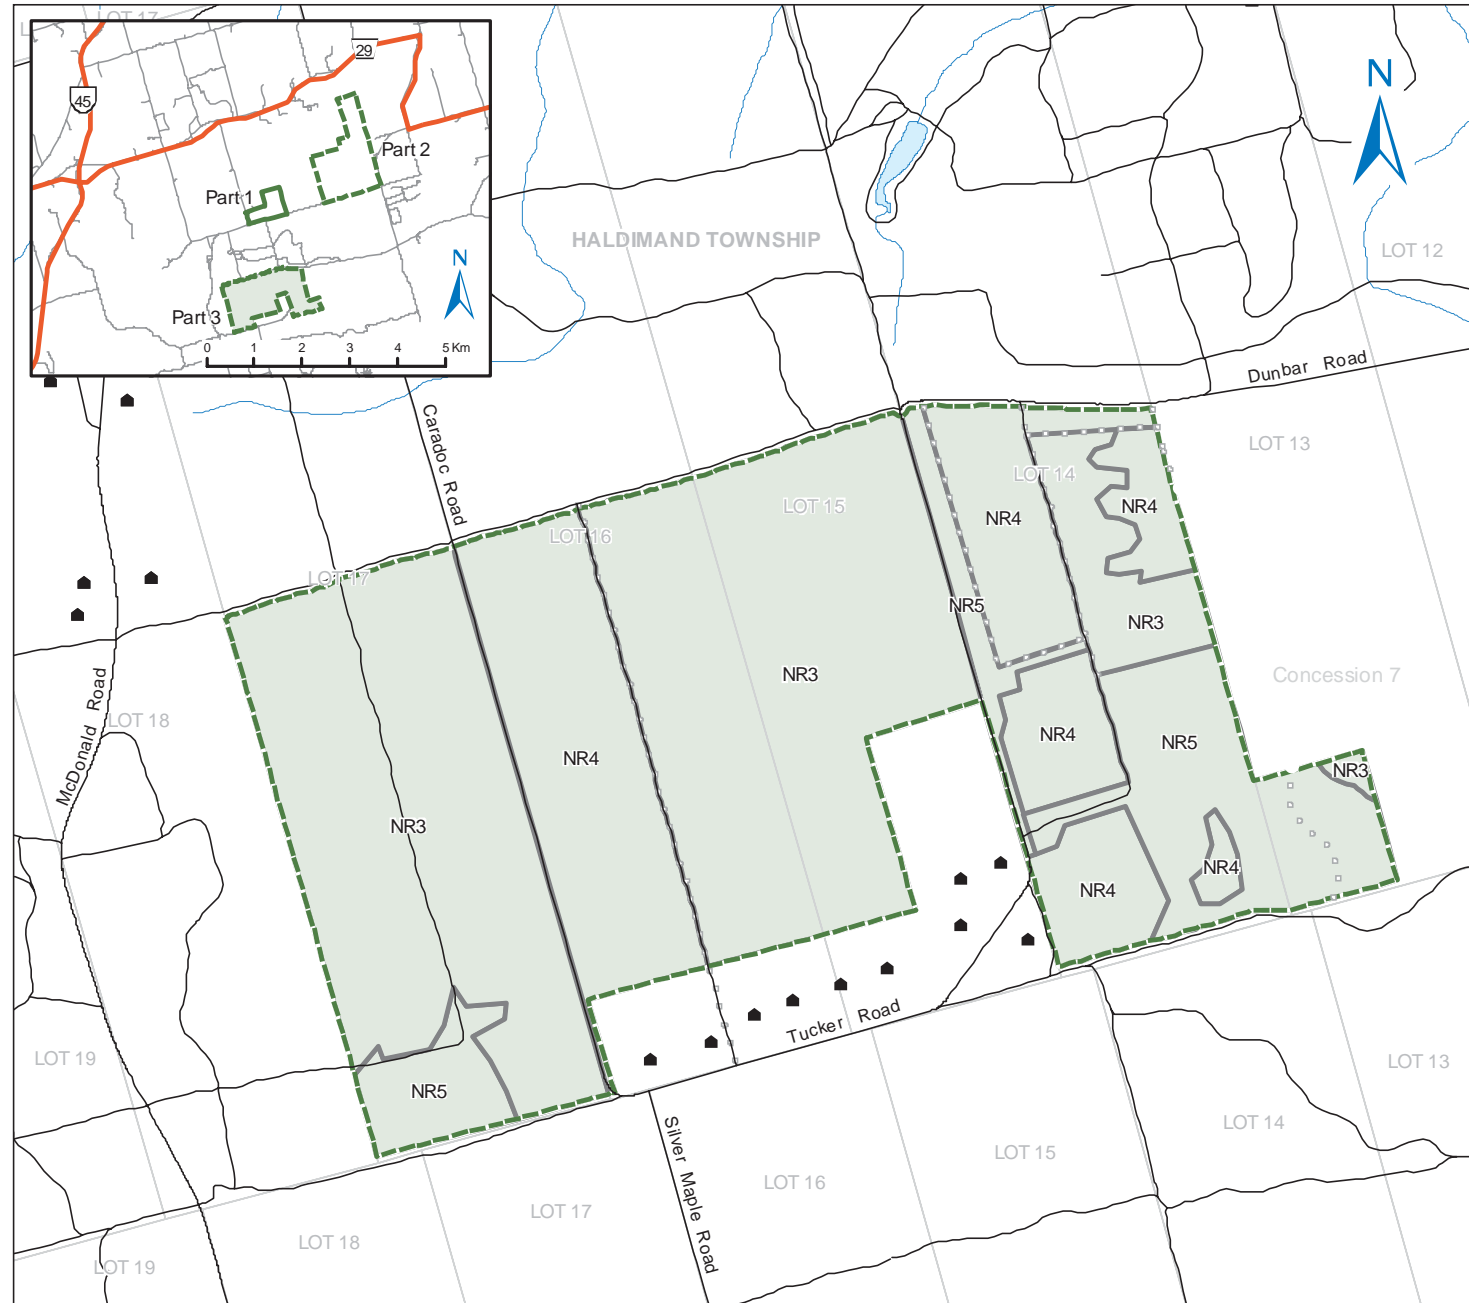 LOT 17
45
29
Part 2
Part 1
Part 3
N
0 1 2 3 4 5 Km
N
HALDIMAND TOWNSHIP
LOT 12
Dunbar Road
Caradoc Road
LOT 13
LOT 14
LOT 15
NR4
NR4
LOT 16
LOT 17
NR5
NR3
NR3
Concession 7
McDonald Road
LOT 18
NR4
NR5
NR4
NR3
NR3
NR4
NR4
Tucker Road
LOT 19
NR5
LOT 13
LOT 14
LOT 15
Silver Maple Road
LOT 16
LOT 17
LOT 18
LOT 19